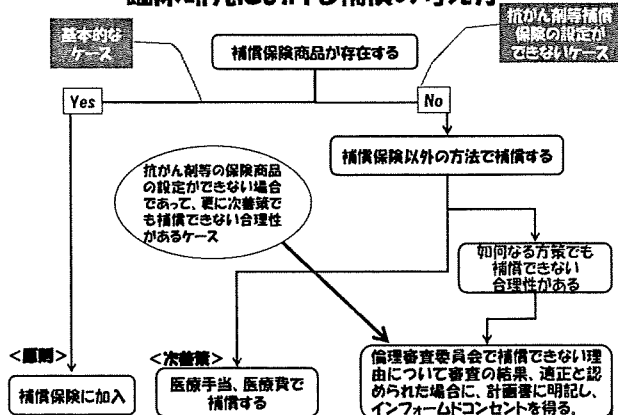 臨床研究における補償の考え方
基本的な
ケース
抗がん剤等補償
保険の設定が
できないケース
補償保険商品が存在する
Yes
No
補償保険以外の方法で補償する
抗がん剤等の保険商品
の設定ができない場合
であって、更に次善策で
も補償できない合理性
があるケース
如何なる方策でも
補償できない
合理性がある
<原則>
補償保険に加入
<次善策>
医療手当、医療費で
補償する
倫理審査委員会で補償できない理
由について審査の結果、適正と認
められた場合に、計画書に明記し、
インフォームドコンセントを得る。